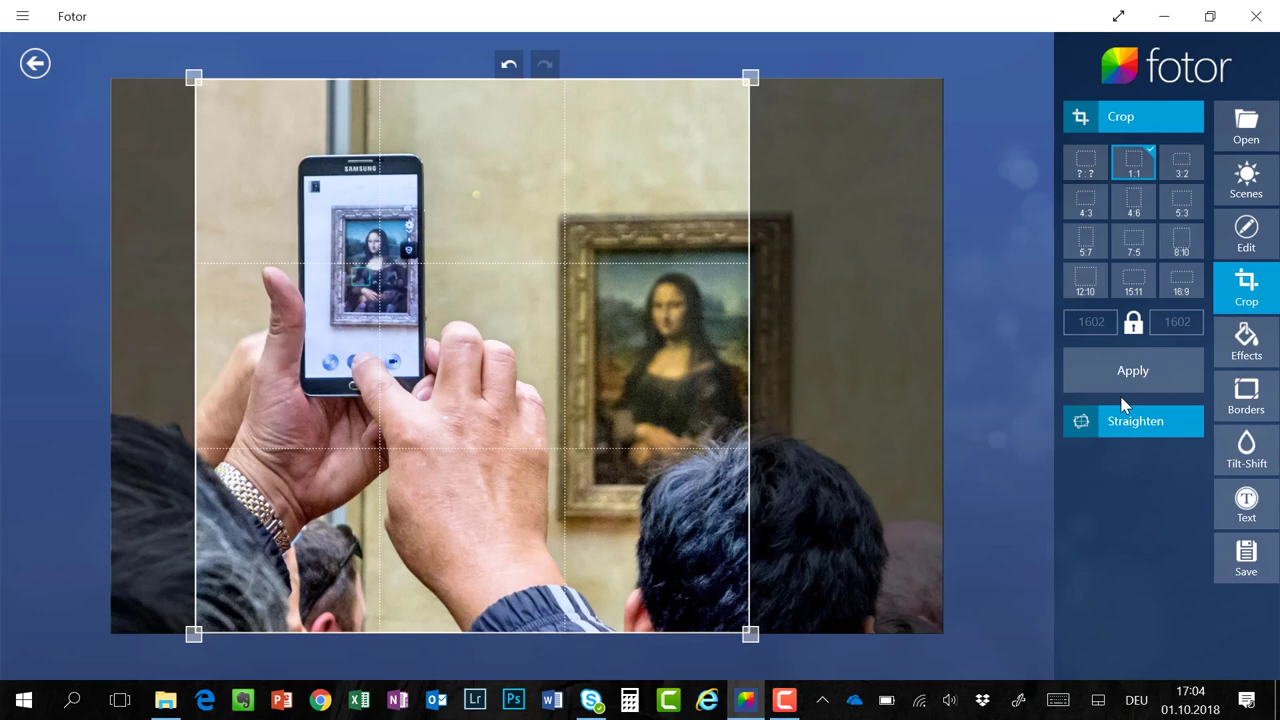 Fotor
fotor
Crop
? : ?
1:1
3:2
4:3
4:6
5:3
5:7
7:5
8:10
12:10
15:11
16:9
1602
1602
Apply
Straighten
Open
Scenes
Edit
Crop
Effects
Borders
Tilt-Shift
Text
Save
SAMSUNG
Lr
Ps
DEU
17:04
01.10.2018